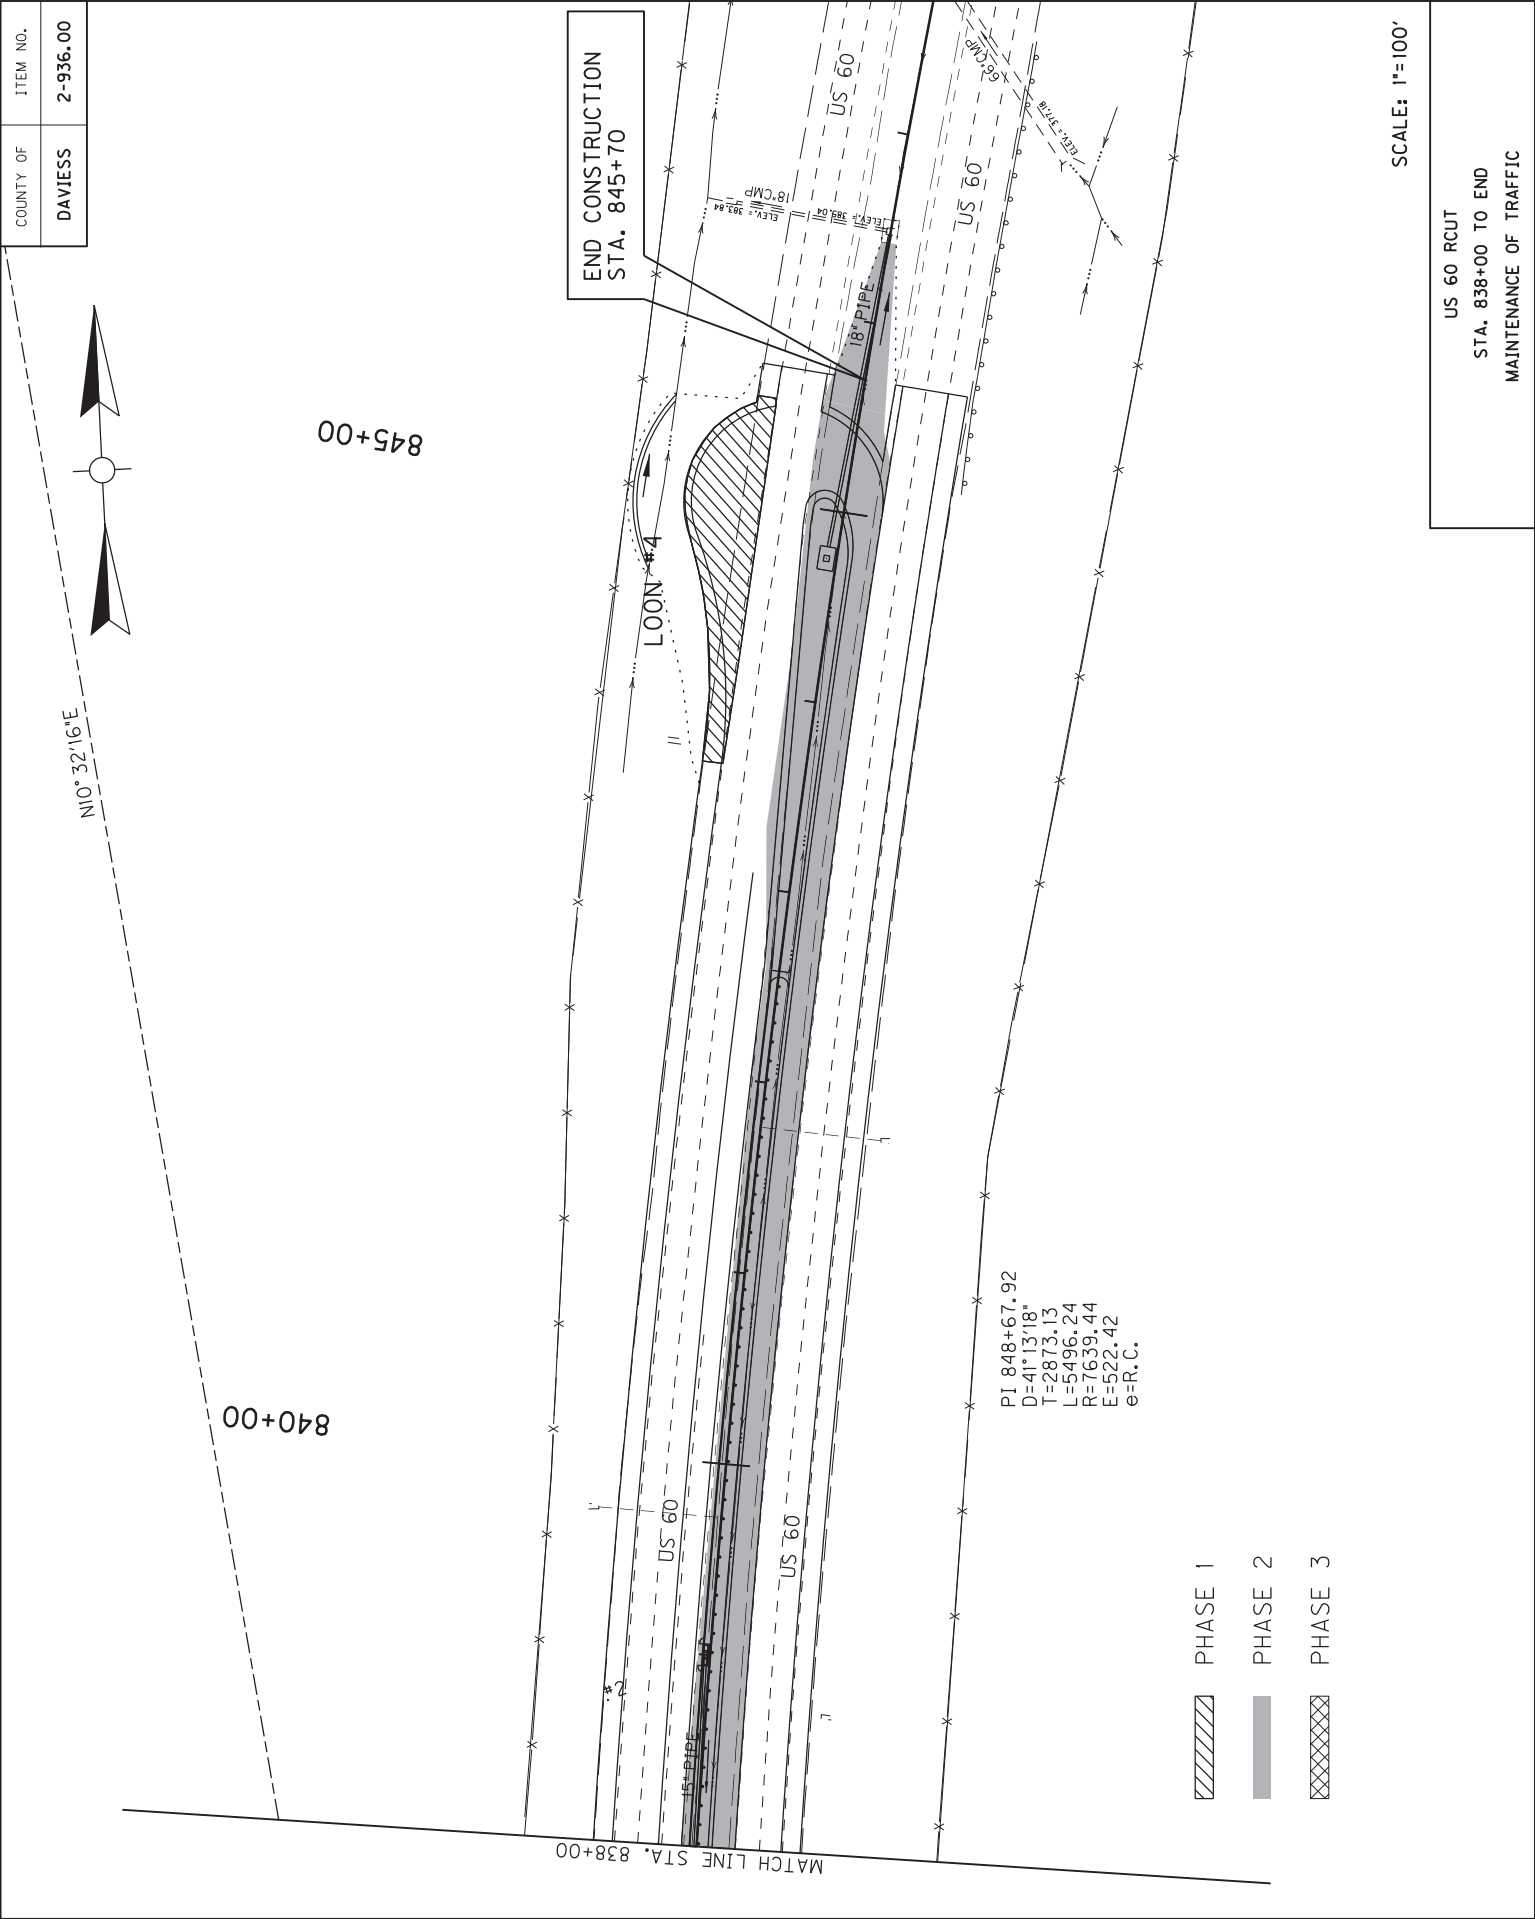 COUNTY OF
ITEM NO.
DAVIESS
2-936.00
N10° 32'16"E
845+00
840+00
END CONSTRUCTION
STA. 845+70
LOON #4
US 60
US 60
18"CMP
ELEV.= 383.84
ELEV.= 385.04
18" PIPE
66"CMP
ELEV.= 377.18
US 60
US 60
15" PIPE
MATCH LINE STA. 838+00
PI 848+67.92
D=41°13'18"
T=2873.13
L=5496.24
R=7639.44
E=522.42
e=R.C.
PHASE 1
PHASE 2
PHASE 3
SCALE: 1"=100'
US 60 RCUT
STA. 838+00 TO END
MAINTENANCE OF TRAFFIC